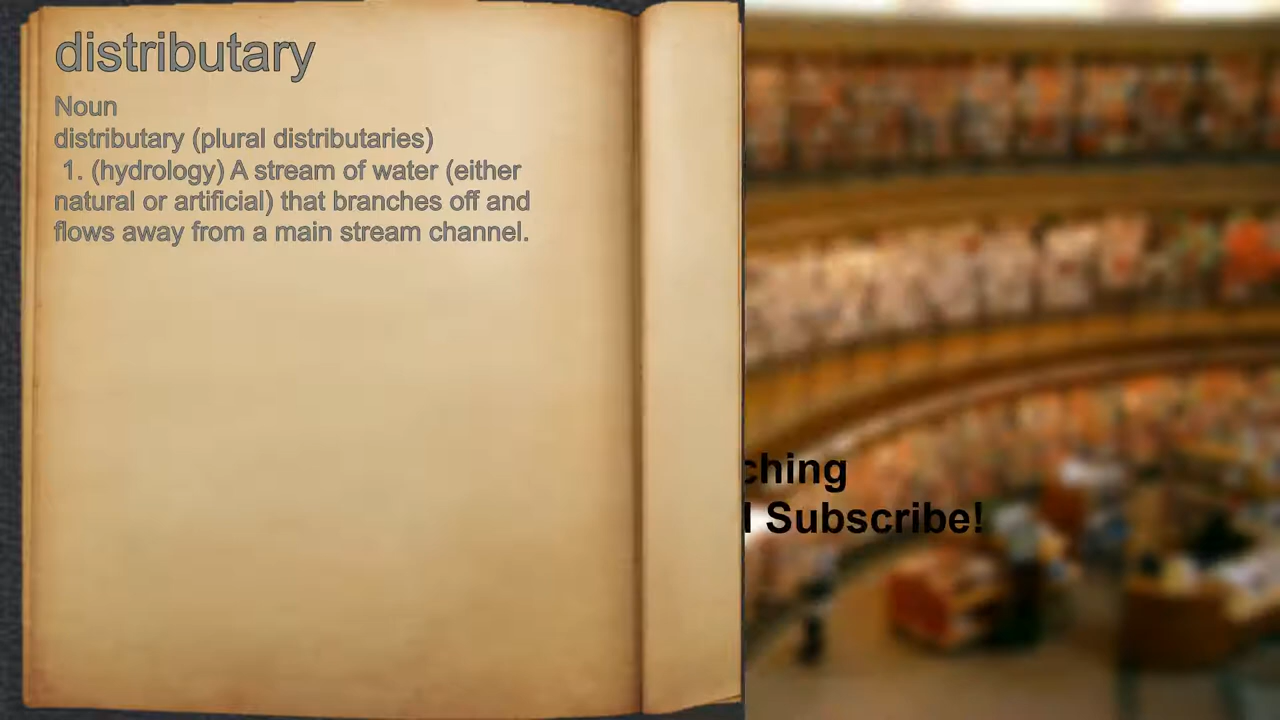 distributary
Noun
distributary (plural distributaries)
1. (hydrology) A stream of water (either
natural or artificial) that branches off and
flows away from a main stream channel.
ching
Subscribe!